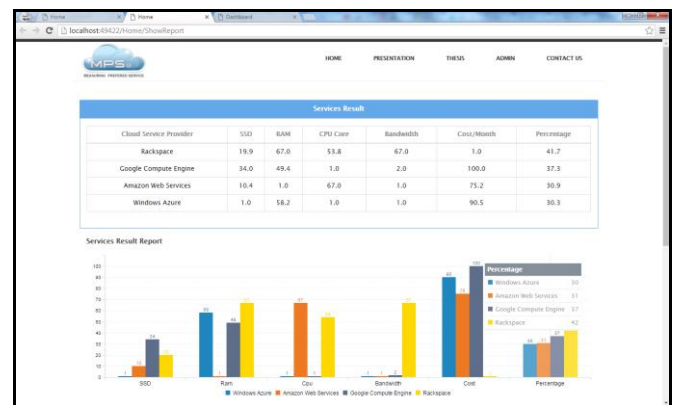 Home Home Dashboard
localhost:49422/Home/ShowReport
MPS
MEASURING PREFERED SERVICE
HOME PRESENTATION THESIS ADMIN CONTACT US
Services Result
Cloud Service Provider SSD RAM CPU Core Bandwidth Cost/Month Percentage
Rackspace 19.9 67.0 53.8 67.0 1.0 41.7
Google Compute Engine 34.0 49.4 1.0 2.0 100.0 37.3
Amazon Web Services 10.4 1.0 67.0 1.0 75.2 30.9
Windows Azure 1.0 58.2 1.0 1.0 90.5 30.3
Services Result Report
100
90
80
70
60
50
40
30
20
10
0
Percentage
Windows Azure 30
Amazon Web Services 31
Google Compute Engine 37
Rackspace 42
SSD Ram Cpu Bandwidth Cost Percentage
Windows Azure Amazon Web Services Google Compute Engine Rackspace